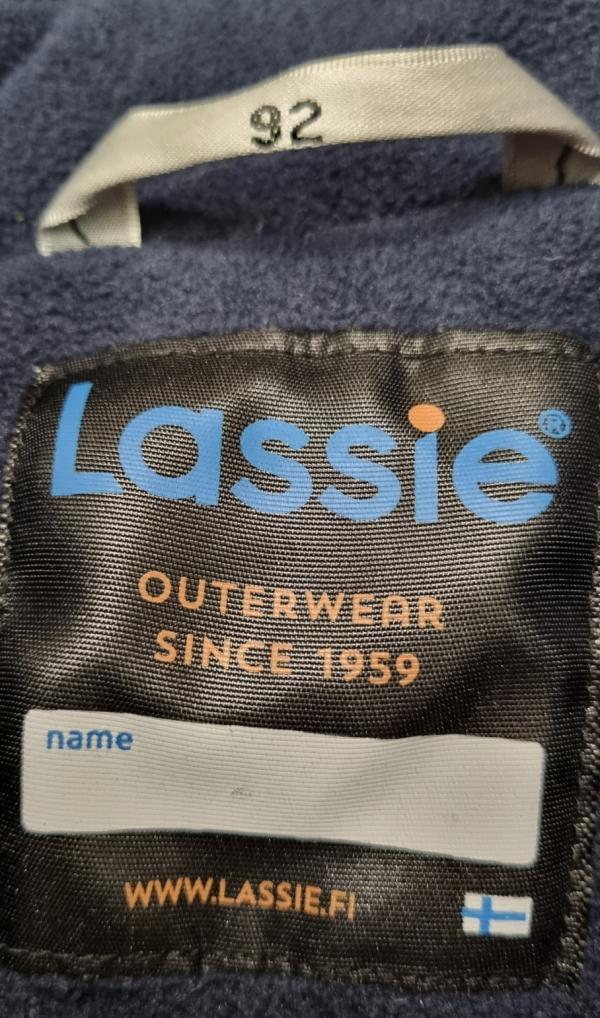 92
Lassie®
OUTERWEAR
SINCE 1959
name
WWW.LASSIE.FI